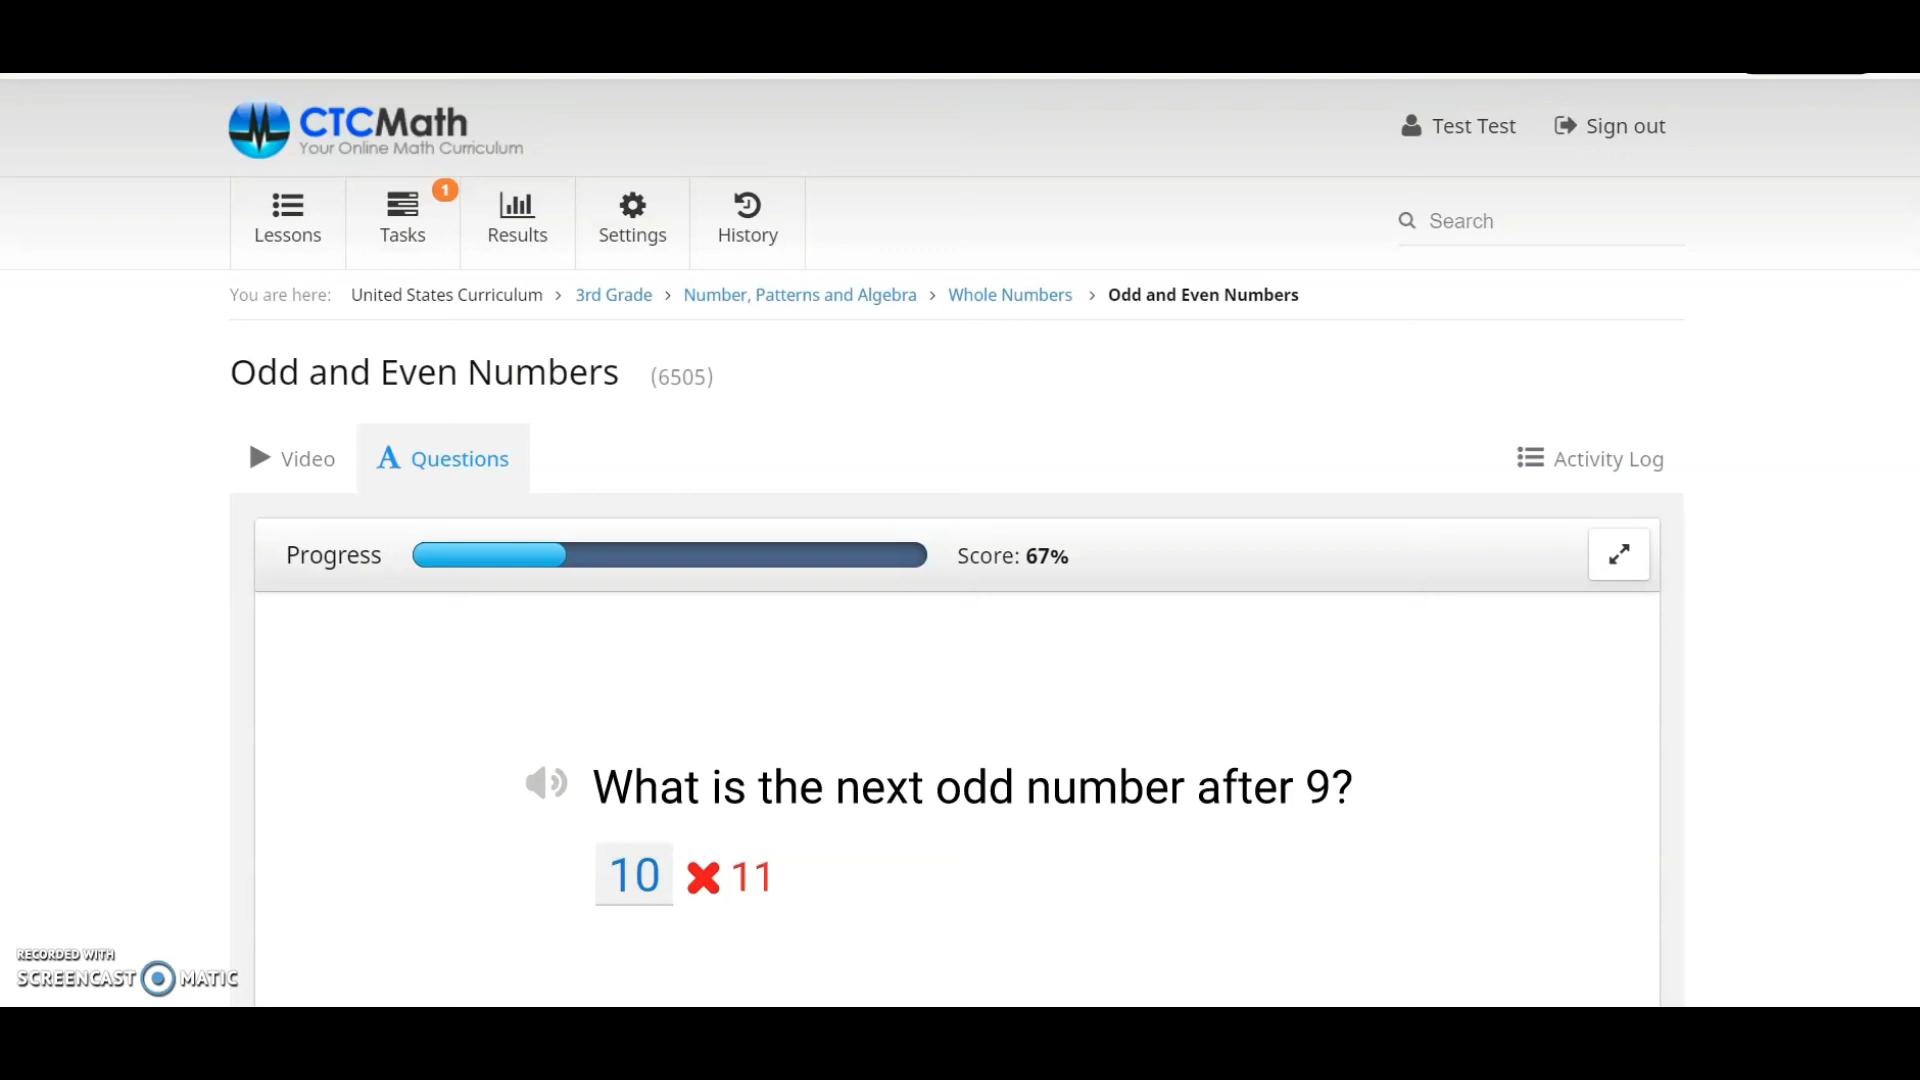 CTCMath
Your Online Math Curriculum
Test Test
Sign out
1
Lessons
Tasks
Results
Settings
History
Search
You are here: United States Curriculum > 3rd Grade > Number, Patterns and Algebra > Whole Numbers > Odd and Even Numbers
Odd and Even Numbers (6505)
Video
A Questions
Activity Log
Progress
Score: 67%
What is the next odd number after 9?
10 ✖ 11
RECORDED WITH
SCREENCAST MATIC